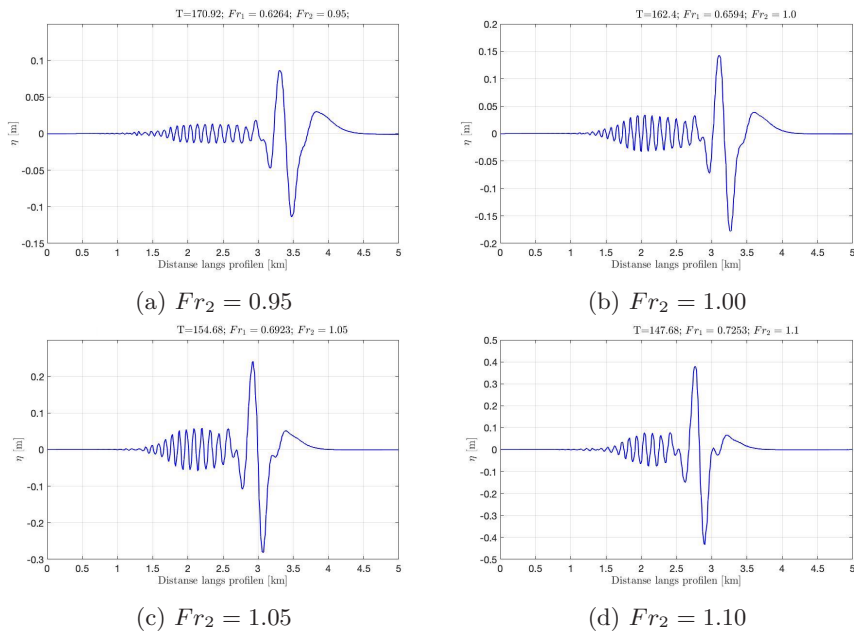 T=170.92; Fr₁ = 0.6264; Fr₂ = 0.95;
0.1
0.05
0
-0.05
-0.1
-0.15
η [m]
0 0.5 1 1.5 2 2.5 3 3.5 4 4.5 5
Distanse langs profilen [km]
(a) Fr₂ = 0.95
T=162.4; Fr₁ = 0.6594; Fr₂ = 1.0
0.2
0.15
0.1
0.05
0
-0.05
-0.1
-0.15
-0.2
η [m]
0 0.5 1 1.5 2 2.5 3 3.5 4 4.5 5
Distanse langs profilen [km]
(b) Fr₂ = 1.00
T=154.68; Fr₁ = 0.6923; Fr₂ = 1.05
0.2
0.1
0
-0.1
-0.2
-0.3
η [m]
0 0.5 1 1.5 2 2.5 3 3.5 4 4.5 5
Distanse langs profilen [km]
(c) Fr₂ = 1.05
T=147.68; Fr₁ = 0.7253; Fr₂ = 1.1
0.5
0.4
0.3
0.2
0.1
0
-0.1
-0.2
-0.3
-0.4
-0.5
η [m]
0 0.5 1 1.5 2 2.5 3 3.5 4 4.5 5
Distanse langs profilen [km]
(d) Fr₂ = 1.10